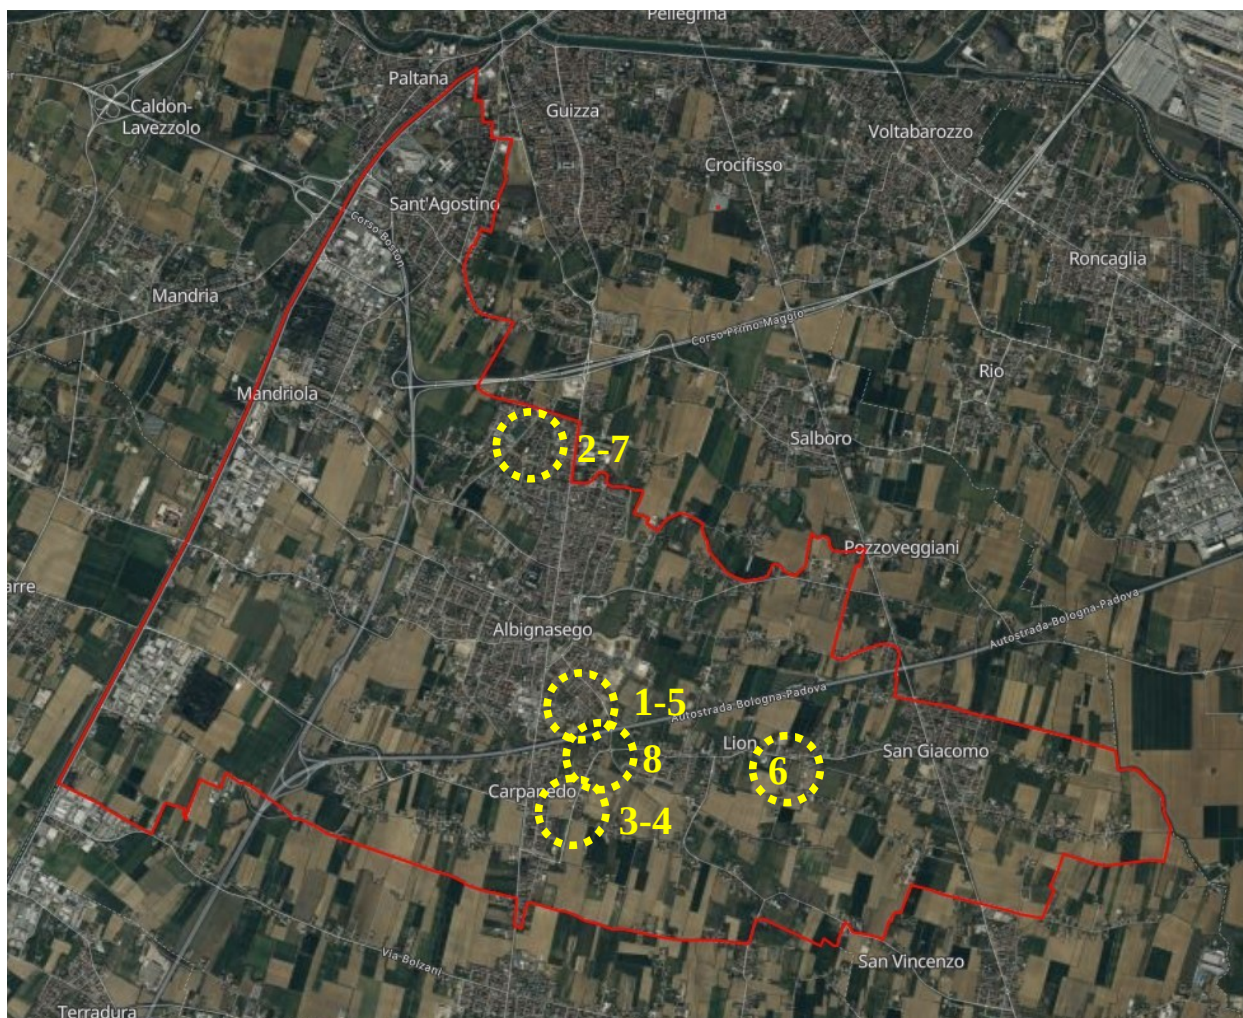 Pellegrina
Paltana
Caldon-
Lavezzolo
Guizza
Voltabarozzo
Crocifisso
Sant'Agostino
Corso Boston
Roncaglia
Mandria
Corso Primo Maggio
Rio
Mandriola
Salboro
2-7
Pozzoveggiani
arre
Autostrada Bologna-Padova
Albignasego
1-5
Autostrada Bologna-Padova
Lion
San Giacomo
8
6
Carpanedo
3-4
Via Bolzani
San Vincenzo
Terradura